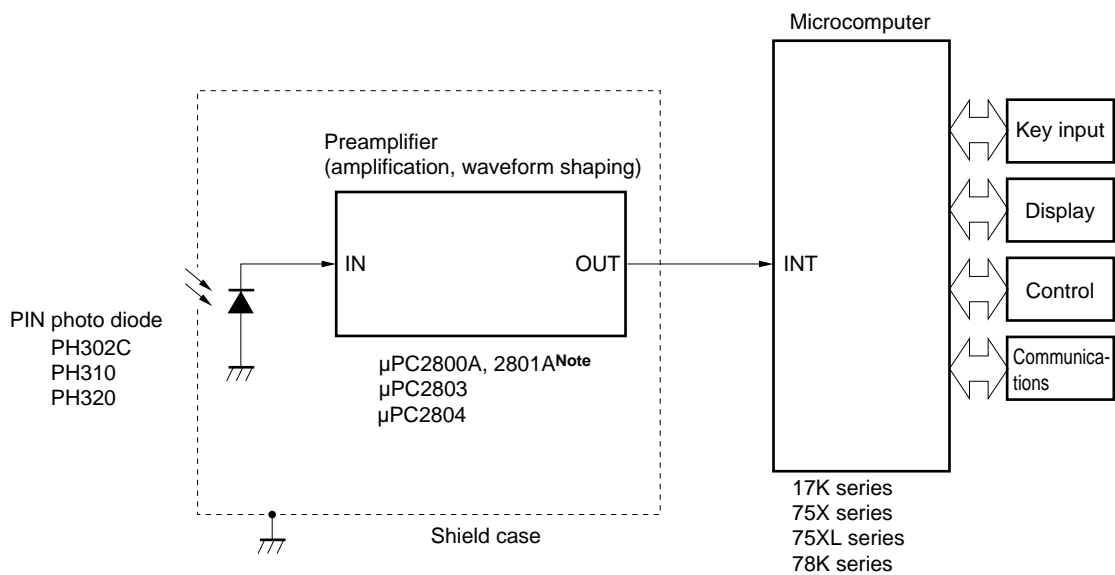 Microcomputer
Preamplifier
(amplification, waveform shaping)
Key input
Display
IN
OUT
INT
Control
PIN photo diode
PH302C
PH310
PH320
µPC2800A, 2801ANote
µPC2803
µPC2804
Communica-
tions
Shield case
17K series
75X series
75XL series
78K series